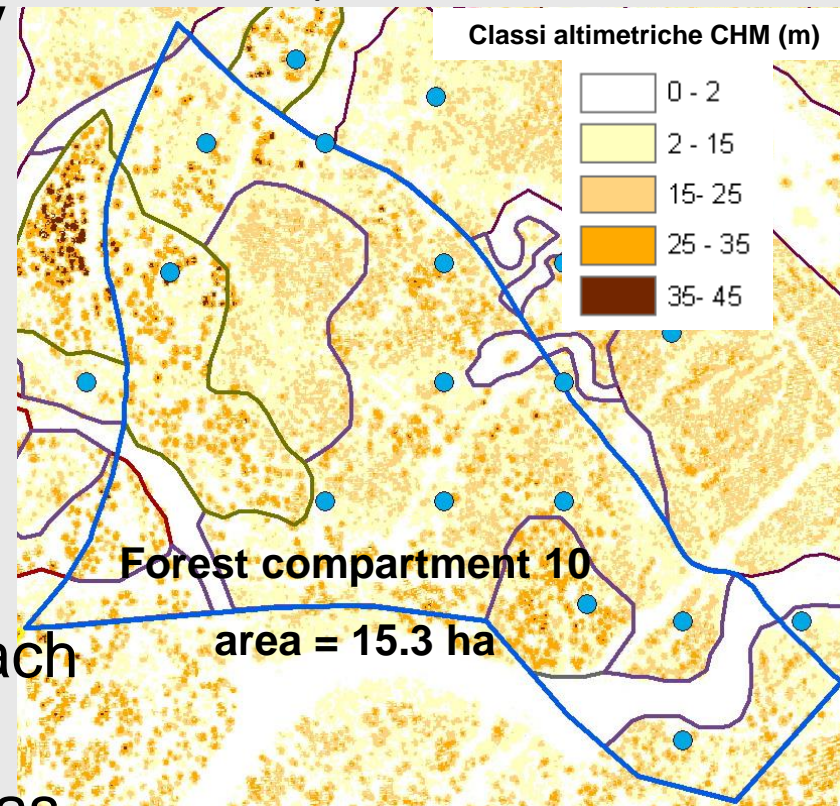 Classi altimetriche CHM (m)
0 - 2
2 - 15
15- 25
25 - 35
35- 45
Forest compartment 10
area = 15.3 ha
ach